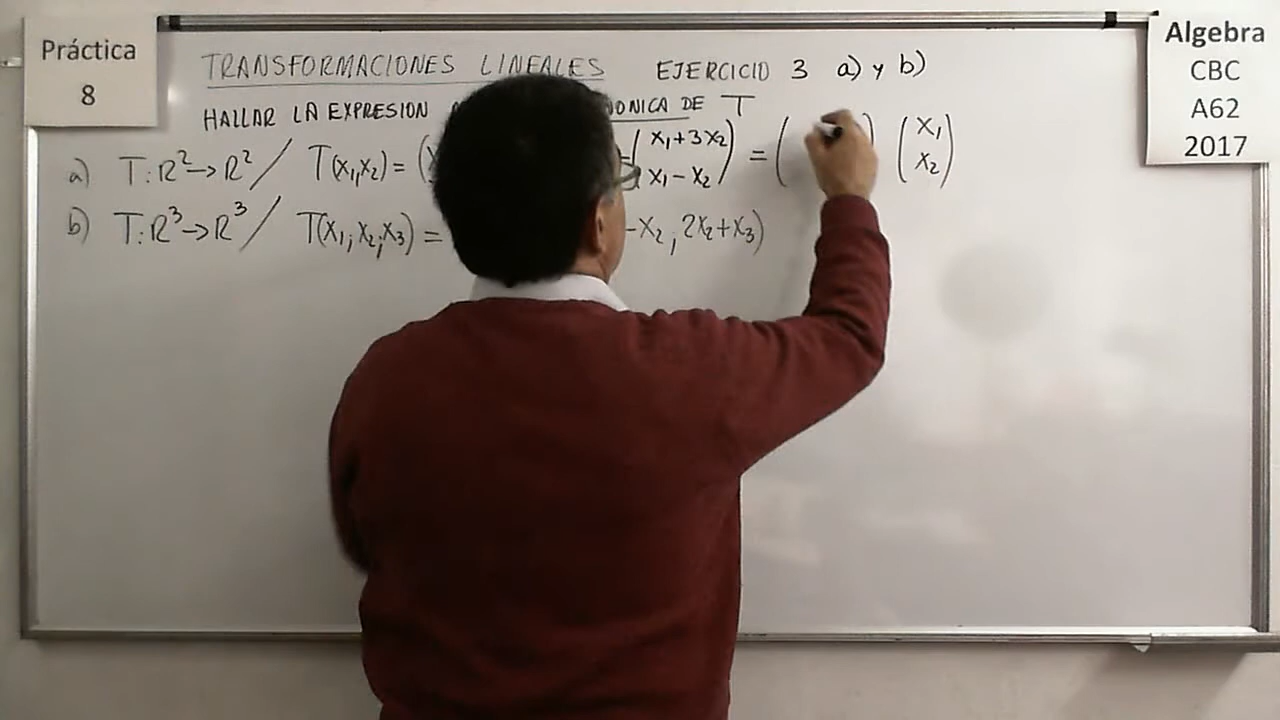 Práctica
8
TRANSFORMACIONES LINEALES EJERCICIO 3 a) y b)
HALLAR LA EXPRESION DE T
a) T: R² → R² / T(x₁,x₂) = ( (x₁+3x₂ x₁-x₂) = ( ) (x₁ x₂)
b) T: R³ → R³ / T(x₁,x₂,x₃) = -x₂, 2x₂+x₃)
Algebra
CBC
A62
2017